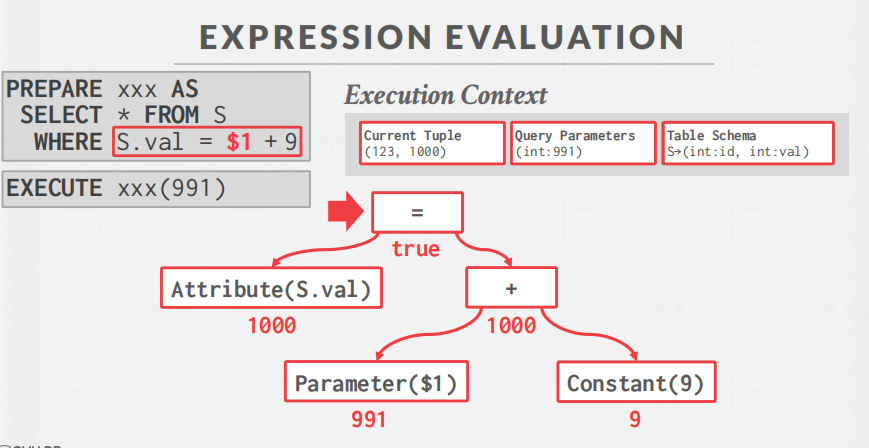 EXPRESSION EVALUATION
PREPARE xxx AS
SELECT * FROM S
WHERE S.val = $1 + 9
EXECUTE xxx(991)
Execution Context
Current Tuple
(123, 1000)
Query Parameters
(int:991)
Table Schema
S→(int:id, int:val)
=
true
Attribute(S.val)
1000
+
1000
Parameter($1)
991
Constant(9)
9